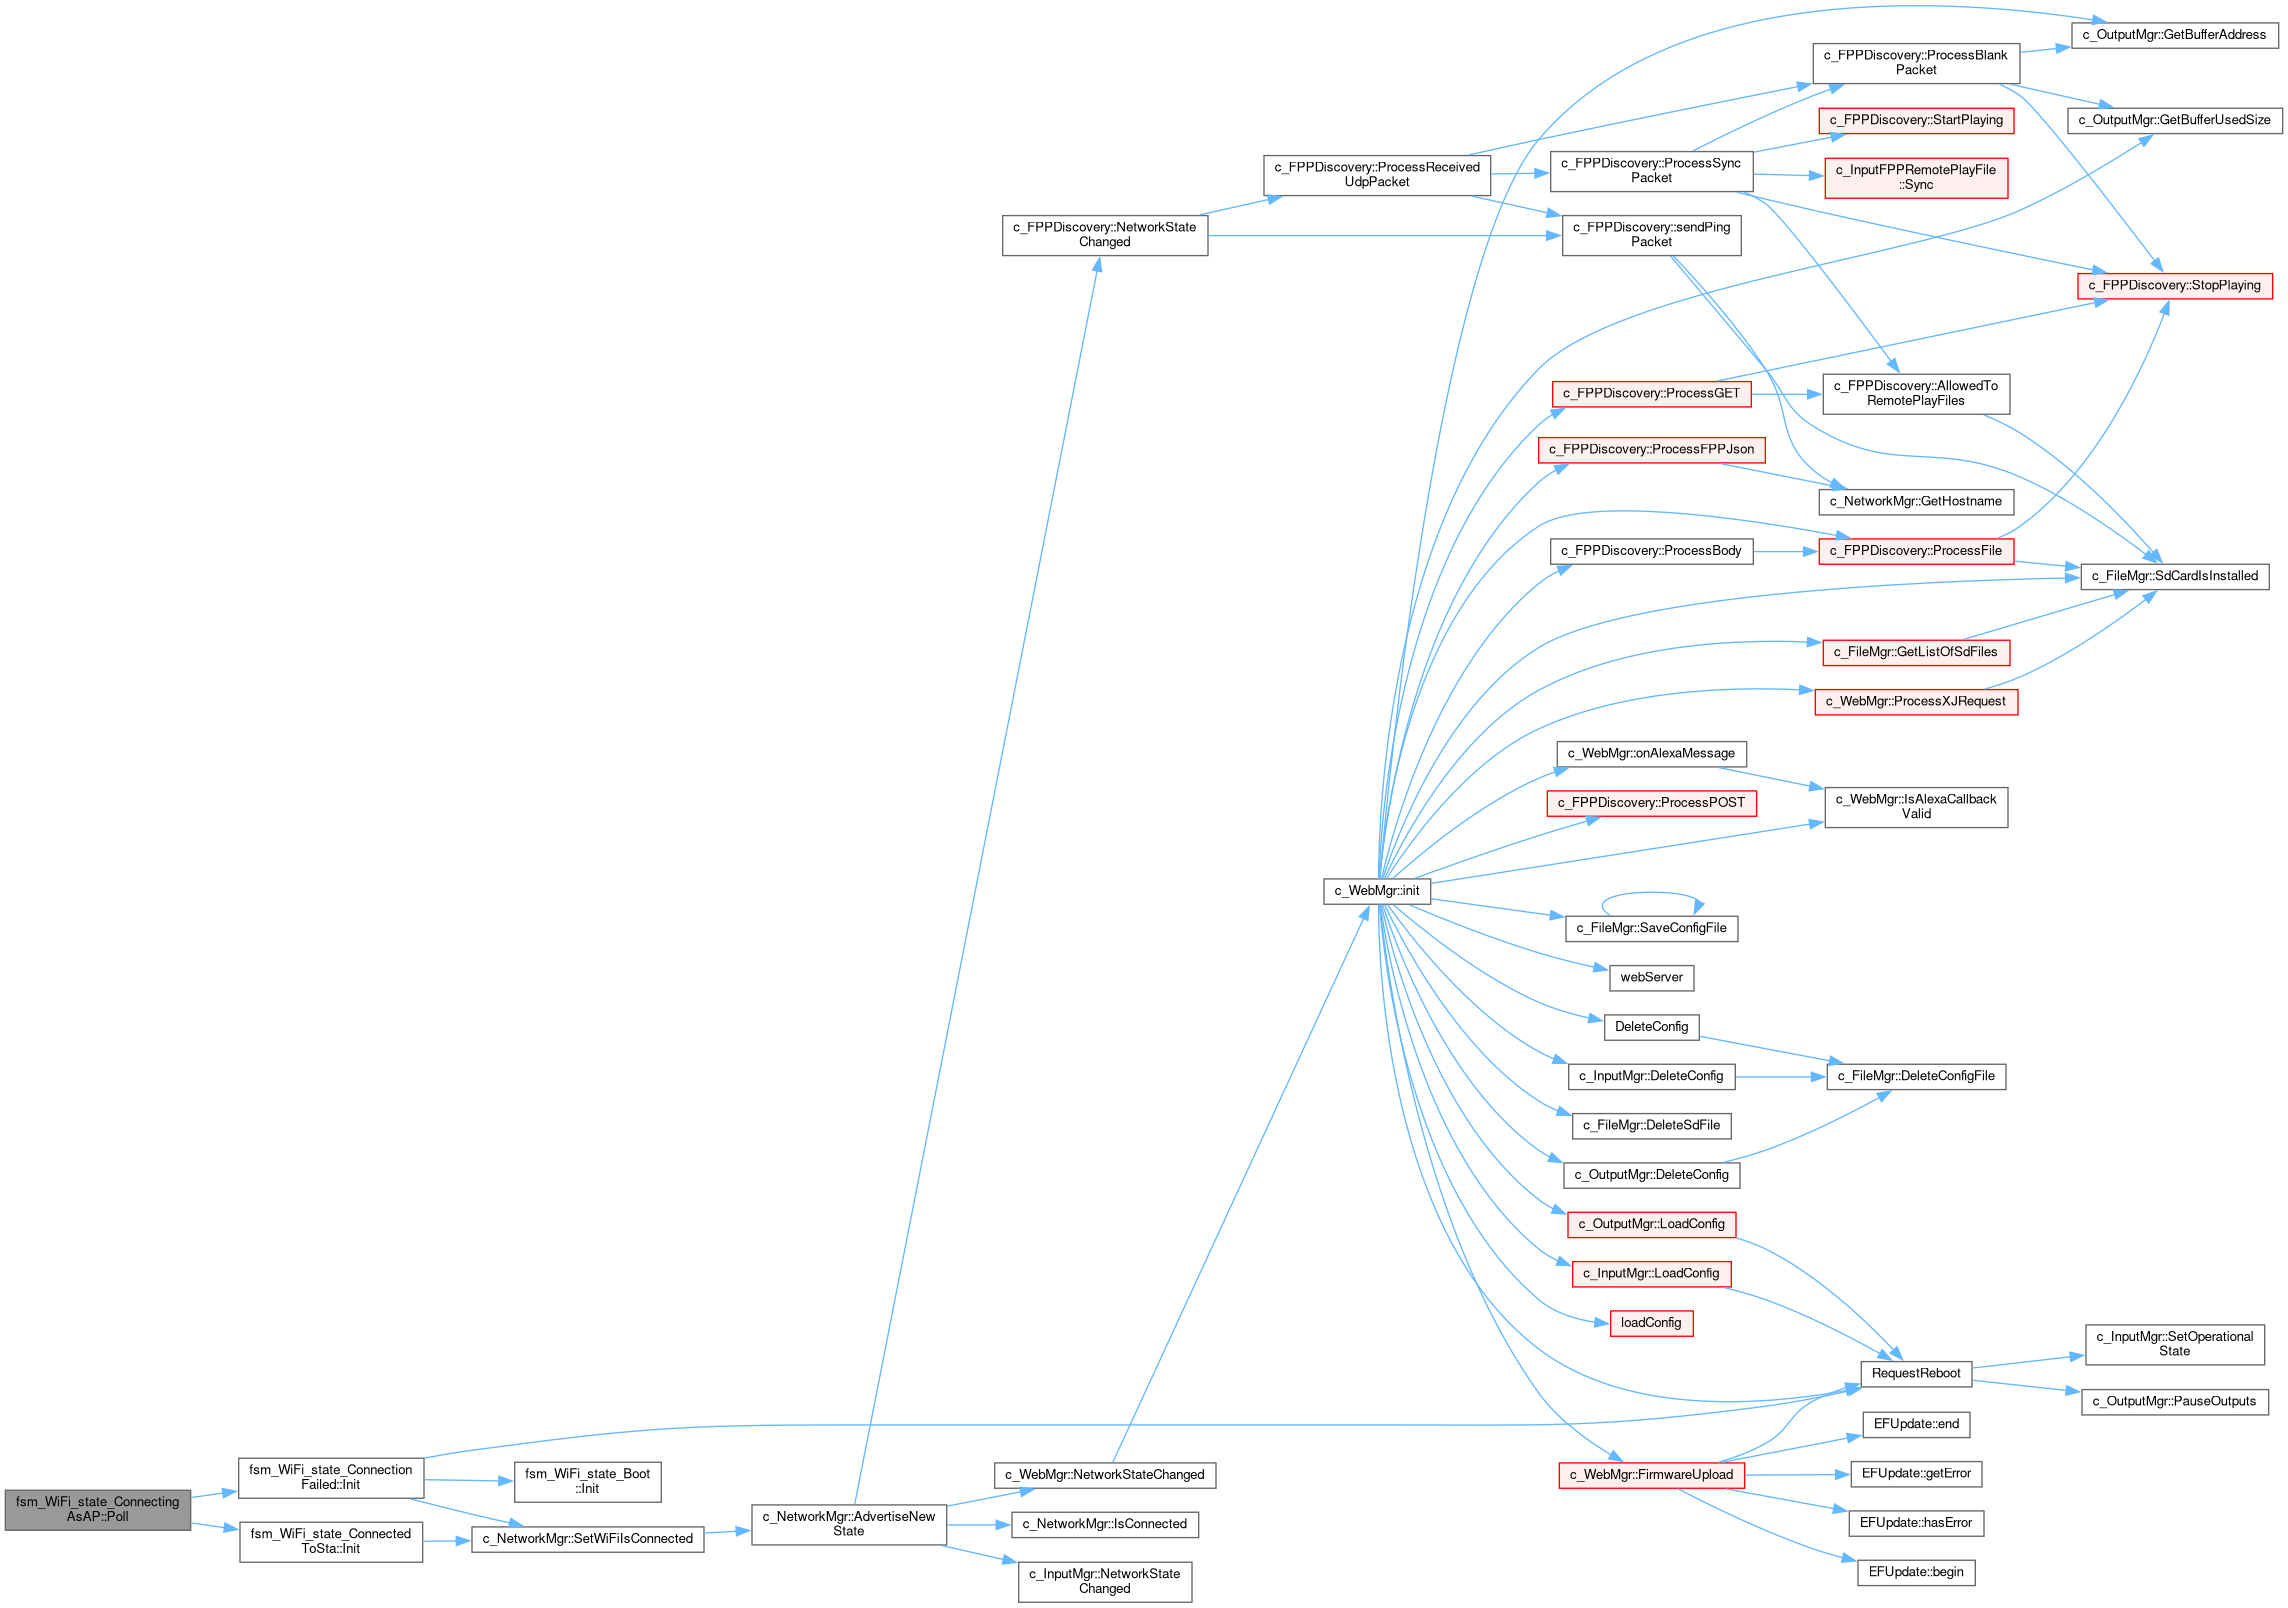 c_OutputMgr::GetBufferAddress
c_FPPDiscovery::ProcessBlank
Packet
c_OutputMgr::GetBufferUsedSize
c_FPPDiscovery::StartPlaying
c_FPPDiscovery::ProcessReceived
UdpPacket
c_FPPDiscovery::ProcessSync
Packet
c_InputFPPRemotePlayFile
::Sync
c_FPPDiscovery::NetworkState
Changed
c_FPPDiscovery::sendPing
Packet
c_FPPDiscovery::StopPlaying
c_FPPDiscovery::ProcessGET
c_FPPDiscovery::AllowedTo
RemotePlayFiles
c_FPPDiscovery::ProcessFPPJson
c_NetworkMgr::GetHostname
c_FPPDiscovery::ProcessBody
c_FPPDiscovery::ProcessFile
c_FileMgr::SdCardIsInstalled
c_FileMgr::GetListOfSdFiles
c_WebMgr::ProcessXJRequest
c_WebMgr::onAlexaMessage
c_FPPDiscovery::ProcessPOST
c_WebMgr::IsAlexaCallback
Valid
c_WebMgr::init
c_FileMgr::SaveConfigFile
webServer
DeleteConfig
c_InputMgr::DeleteConfig
c_FileMgr::DeleteConfigFile
c_FileMgr::DeleteSdFile
c_OutputMgr::DeleteConfig
c_OutputMgr::LoadConfig
c_InputMgr::LoadConfig
loadConfig
RequestReboot
c_InputMgr::SetOperational
State
c_OutputMgr::PauseOutputs
EFUpdate::end
c_WebMgr::FirmwareUpload
EFUpdate::getError
EFUpdate::hasError
EFUpdate::begin
fsm_WiFi_state_Connecting
AsAP::Poll
fsm_WiFi_state_Connection
Failed::Init
fsm_WiFi_state_Boot
::Init
fsm_WiFi_state_Connected
ToSta::Init
c_NetworkMgr::SetWiFiIsConnected
c_NetworkMgr::AdvertiseNew
State
c_WebMgr::NetworkStateChanged
c_NetworkMgr::IsConnected
c_InputMgr::NetworkState
Changed